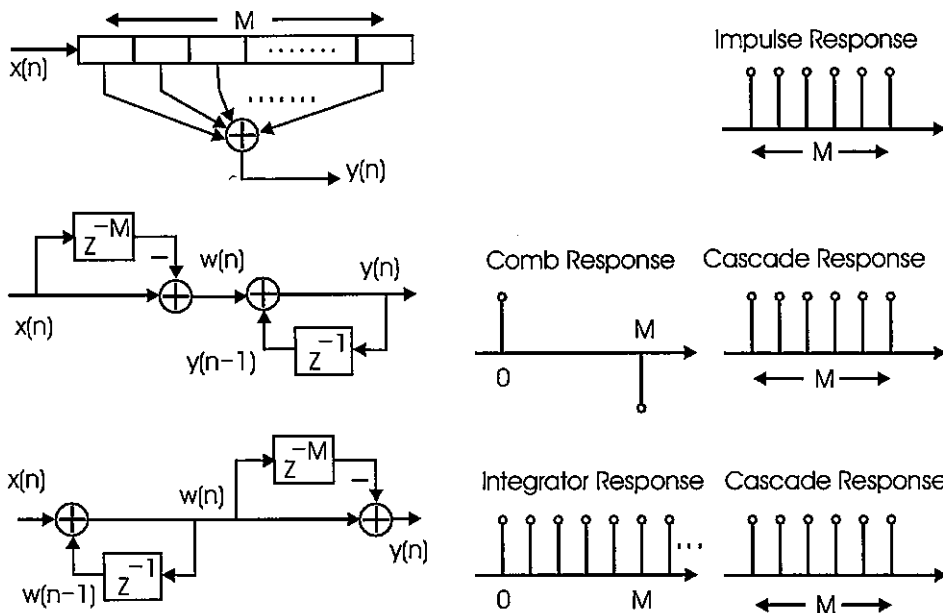 M
x(n)
.......
.......
y(n)
Impulse Response
M
z^-M
−
w(n)
y(n)
x(n)
y(n-1)
z^-1
Comb Response
M
0
Cascade Response
M
x(n)
w(n)
z^-M
−
y(n)
w(n-1)
z^-1
Integrator Response
...
0
M
Cascade Response
M